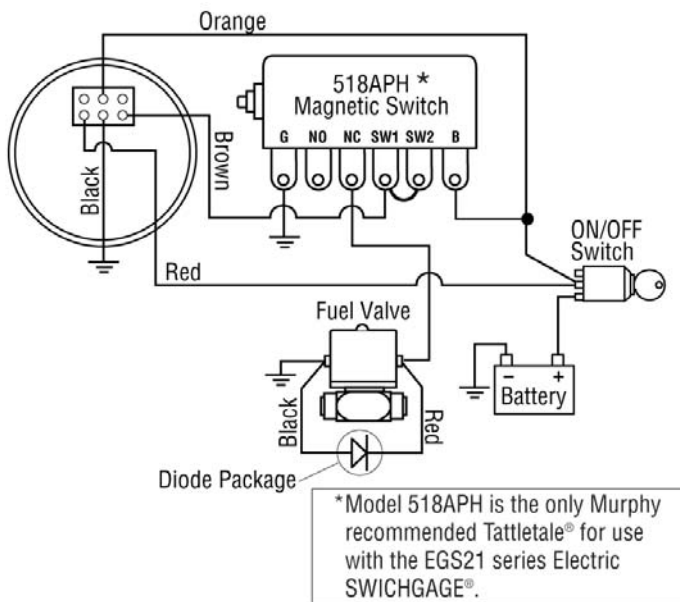 Orange
518APH *
Magnetic Switch
G NO NC SW1 SW2 B
Black
Brown
Red
ON/OFF
Switch
Fuel Valve
Black
Red
− +
Battery
Diode Package
*Model 518APH is the only Murphy
recommended Tattletale® for use
with the EGS21 series Electric
SWICHGAGE®.